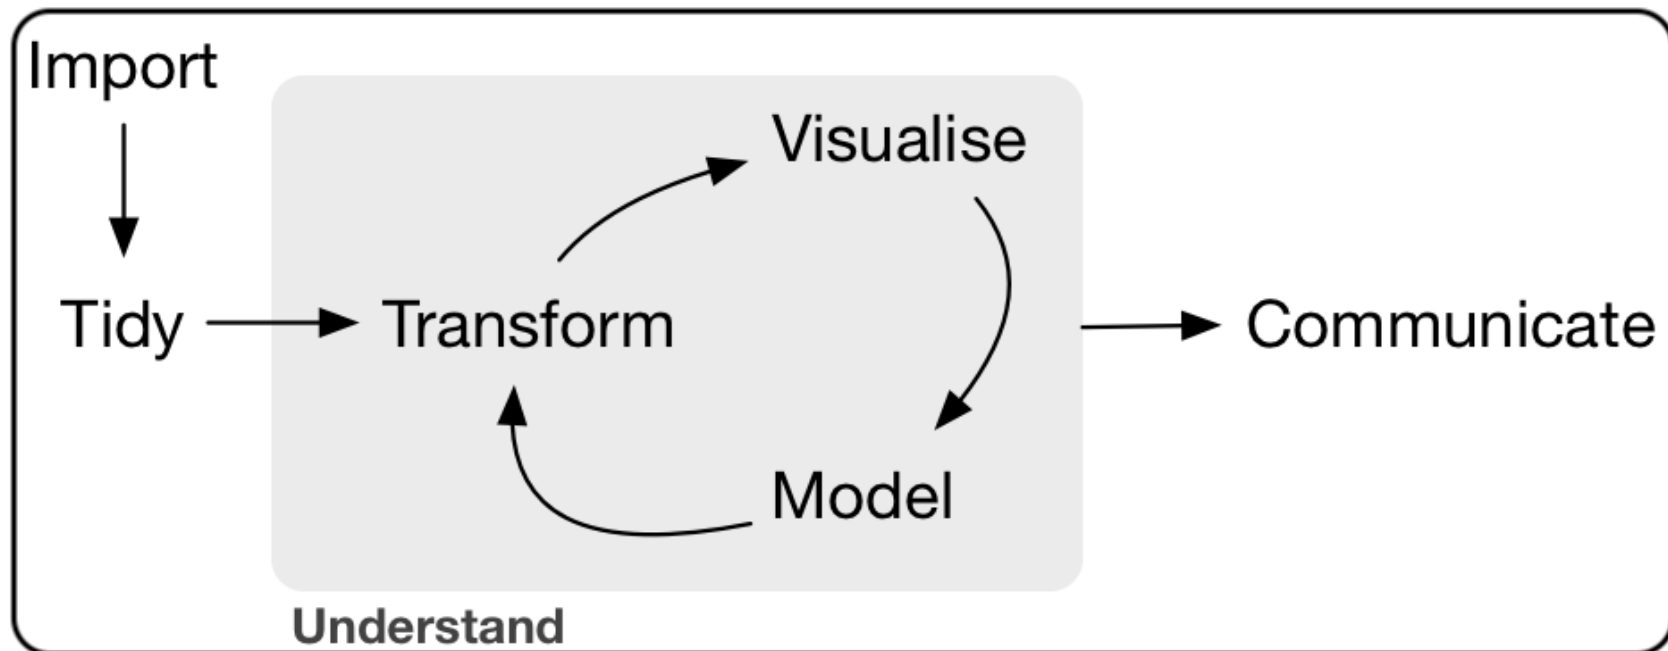 Import
Visualise
Tidy
Transform
Communicate
Model
Understand